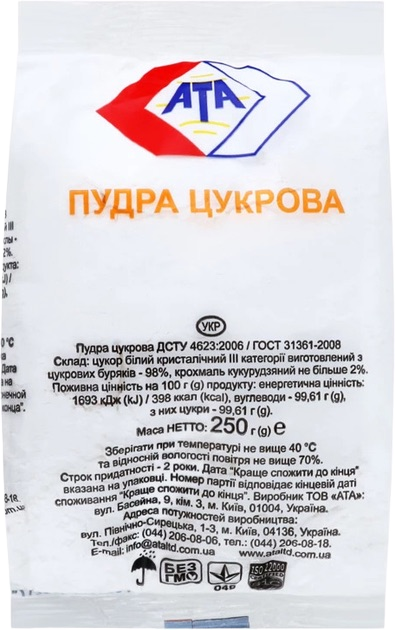 АТА
ПУДРА ЦУКРОВА
УКР
Пудра цукрова ДСТУ 4623:2006 / ГОСТ 31361-2008
Склад: цукор білий кристалічний III категорії виготовлений з
цукрових буряків - 98%, крохмаль кукурудзяний не більше 2%.
Поживна цінність на 100 г (g) продукту: енергетична цінність:
1693 кДж (kJ) / 398 ккал (kcal), вуглеводи - 99,61 г (g),
з них цукри - 99,61 г (g).
Маса НЕТТО: 250 г (g) е
Зберігати при температурі не вище 40 °С
та відносній вологості повітря не вище 70%.
Строк придатності - 2 роки. Дата "Краще спожити до кінця"
вказана на упаковці. Номер партії відповідає кінцевій даті
споживання "Краще спожити до кінця". Виробник ТОВ «АТА»:
вул. Басейна, 9, кім. 3, м. Київ, 01004, Україна.
Адреса потужностей виробництва:
вул. Північно-Сирецька, 1-3, м. Київ, 04136, Україна.
Тел./факс: (044) 206-08-06, тел.: (044) 206-08-18.
E-mail: info@ataltd.com.ua www.ataltd.com.ua
БЕЗ
ГМО
ISO 22000